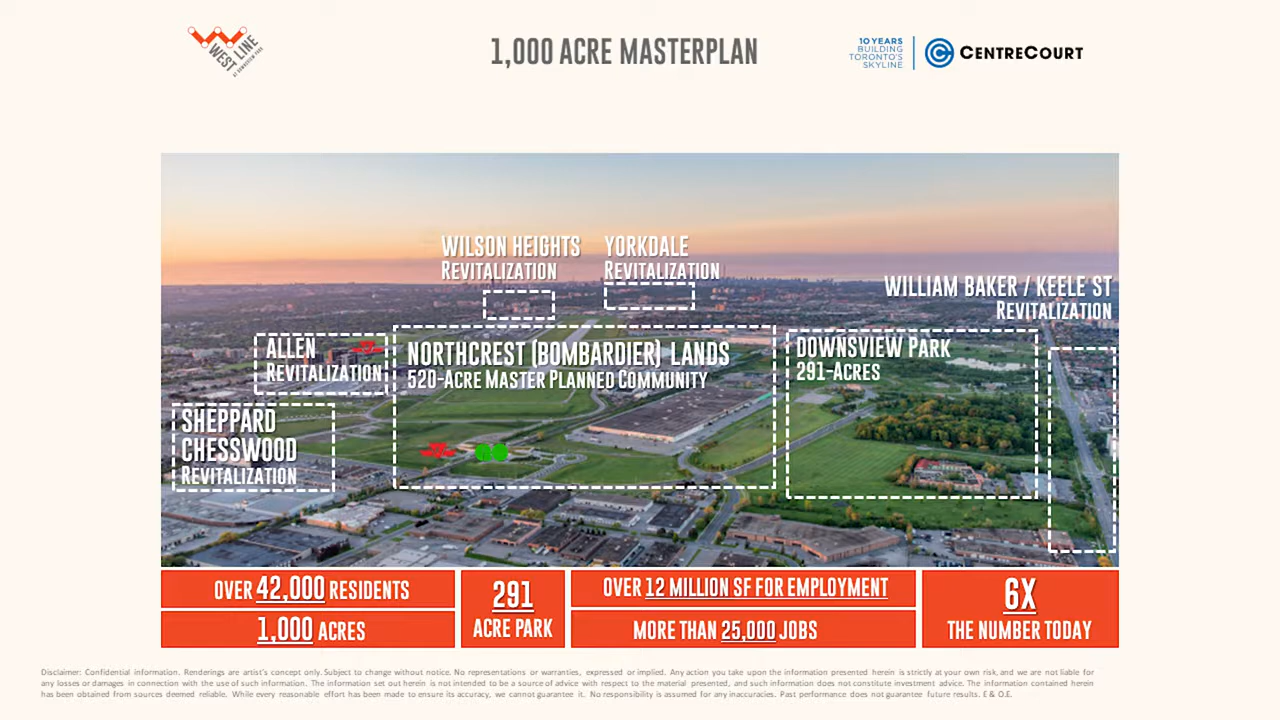 WEST LINE
AT DOWNSVIEW PARK
1,000 ACRE MASTERPLAN
10 YEARS
BUILDING
TORONTO'S
SKYLINE
CENTRECOURT
WILSON HEIGHTS
REVITALIZATION
YORKDALE
REVITALIZATION
WILLIAM BAKER / KEELE ST
REVITALIZATION
ALLEN
REVITALIZATION
NORTHCREST (BOMBARDIER) LANDS
520-ACRE MASTER PLANNED COMMUNITY
DOWNSVIEW PARK
291-ACRES
SHEPPARD
CHESSWOOD
REVITALIZATION
OVER 42,000 RESIDENTS
1,000 ACRES
291
ACRE PARK
OVER 12 MILLION SF FOR EMPLOYMENT
MORE THAN 25,000 JOBS
6X
THE NUMBER TODAY
Disclaimer: Confidential information. Renderings are artist's concept only. Subject to change without notice. No representations or warranties, expressed or implied. Any action you take upon the information presented herein is strictly at your own risk, and we are not liable for
any losses or damages in connection with the use of such information. The information set out herein is not intended to be a source of advice with respect to the material presented, and such information does not constitute investment advice. The information contained herein
has been obtained from sources deemed reliable. While every reasonable effort has been made to ensure its accuracy, we cannot guarantee it. No responsibility is assumed for any inaccuracies. Past performance does not guarantee future results. E & O.E.